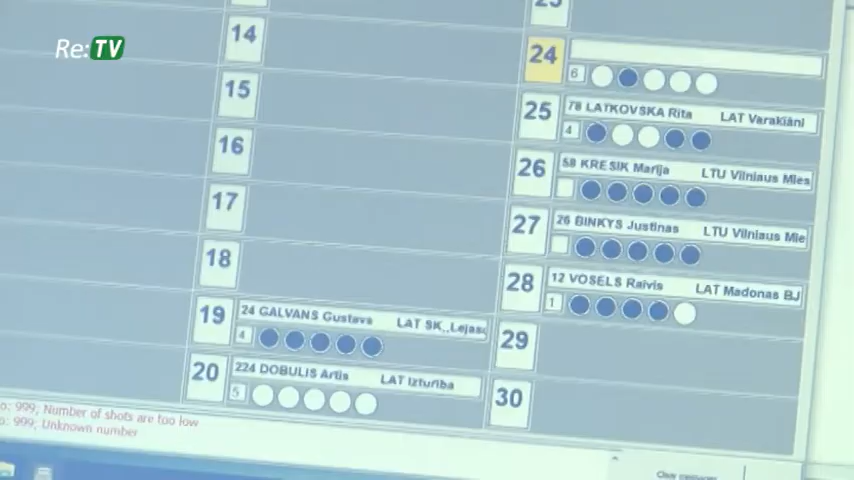 Re:TV
14
15
16
17
18
19
24 GALVANS Gustavs LAT SK
4
20
224 DOBULIS Artis LAT Izturība
5
23
24
6
25
78 LATKOVSKA Rita LAT Varakļāni
4
26
58 KRESIK Marija LTU Vilniaus Mies
27
26 BINKYS Justinas LTU Vilniaus Mie
28
12 VOSELS Raivis LAT Madonas BJ
1
29
30
o: 999; Number of shots are too low
o: 999; Unknown number